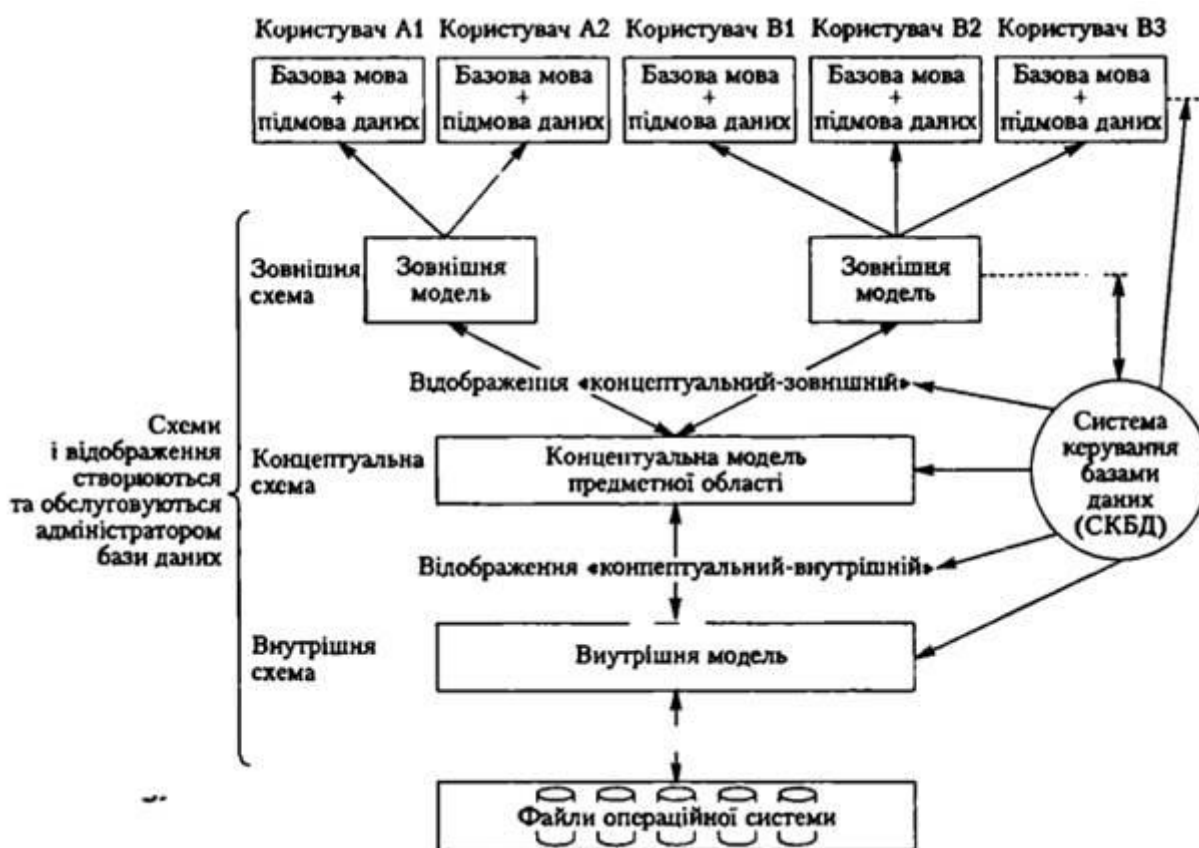 Користувач А1 Користувач А2 Користувач В1 Користувач В2 Користувач В3
Базова мова
+
підмова даних
Базова мова
+
підмова даних
Базова мова
+
підмова даних
Базова мова
+
підмова даних
Базова мова
+
підмова даних
Зовнішня
схема
Зовнішня
модель
Зовнішня
модель
Відображення «концептуальний-зовнішній»
Схеми
і відображення
створюються
та обслуговуються
адміністратором
бази даних
Концептуальна
схема
Концептуальна модель
предметної області
Система
керування
базами
даних
(СКБД)
Відображення «концептуальний-внутрішній»
Внутрішня
схема
Внутрішня модель
Файли операційної системи